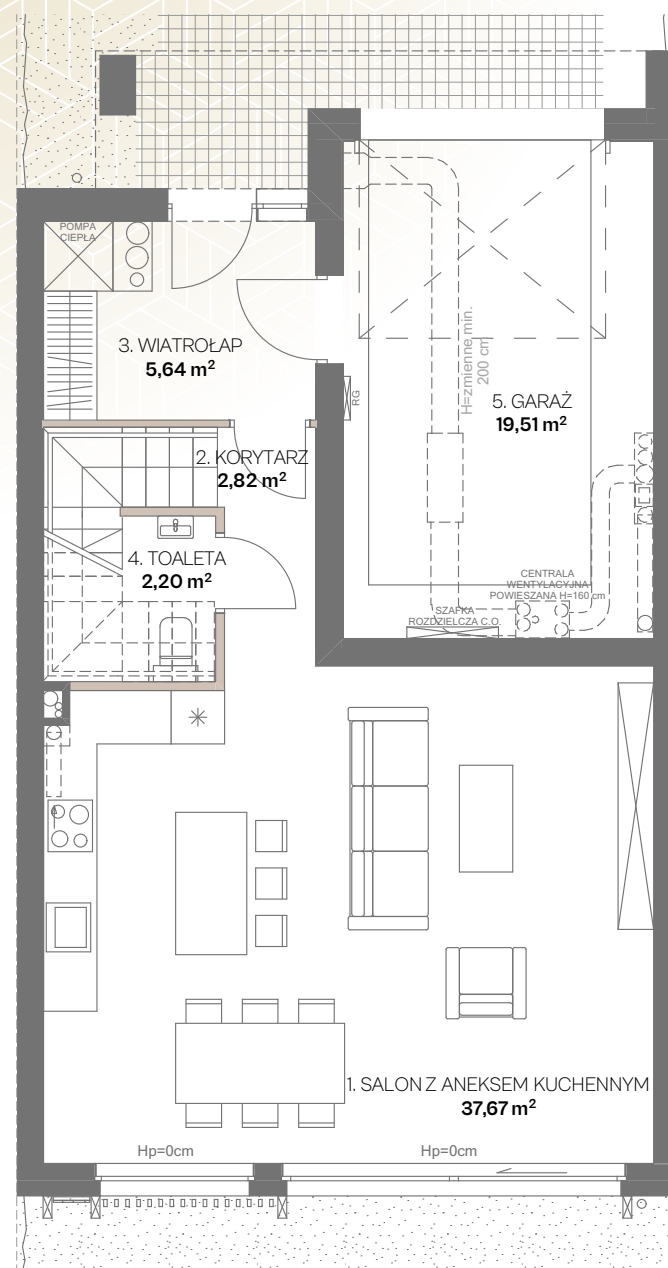 POMPA
CIEPŁA
3. WIATROŁAP
5,64 m²
H=zmienne min.
200 cm
RG
5. GARAŻ
19,51 m²
2. KORYTARZ
2,82 m²
4. TOALETA
2,20 m²
CENTRALA
WENTYLACYJNA
POWIESZANA H=160 cm
SZAFKA
ROZDZIELCZA C.O.
1. SALON Z ANEKSEM KUCHENNYM
37,67 m²
Hp=0cm
Hp=0cm